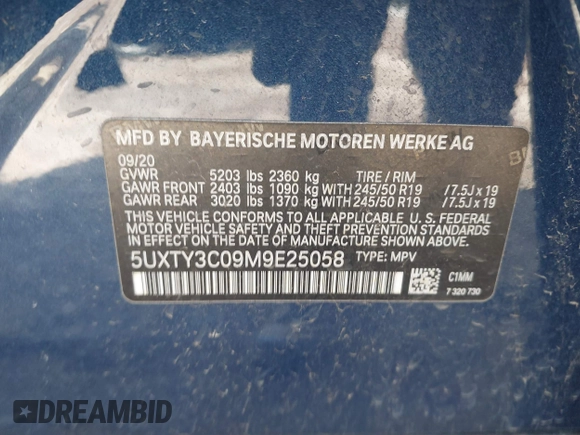 MFD BY BAYERISCHE MOTOREN WERKE AG
09/20
GVWR 5203 lbs 2360 kg TIRE / RIM
GAWR FRONT 2403 lbs 1090 kg WITH 245/50 R19 / 7.5J x 19
GAWR REAR 3020 lbs 1370 kg WITH 245/50 R19 / 7.5J x 19
THIS VEHICLE CONFORMS TO ALL APPLICABLE U. S. FEDERAL
MOTOR VEHICLE SAFETY, BUMPER, AND THEFT PREVENTION
STANDARDS IN EFFECT ON THE DATE OF MANUFACTURE SHOWN ABOVE.
5UXTY3C09M9E25058 TYPE: MPV
C1MM
7 320 730
DREAMBID